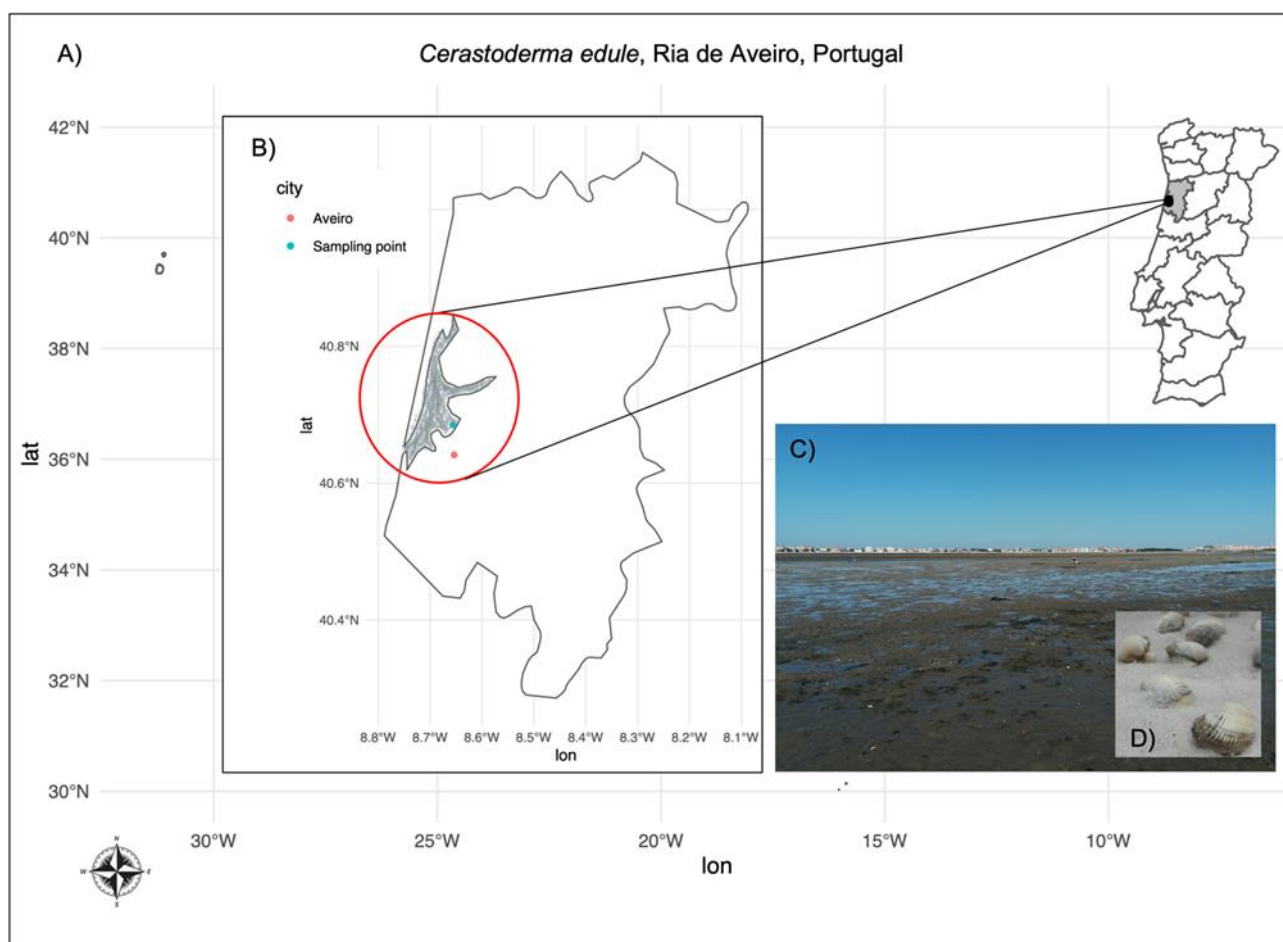 A)
Cerastoderma edule, Ria de Aveiro, Portugal
42°N
40°N
38°N
36°N
34°N
32°N
30°N
lat
30°W
25°W
20°W
15°W
10°W
lon
B)
city
Aveiro
Sampling point
40.8°N
40.6°N
40.4°N
lat
8.8°W
8.7°W
8.6°W
8.5°W
8.4°W
8.3°W
8.2°W
8.1°W
lon
C)
D)
N
W
E
S